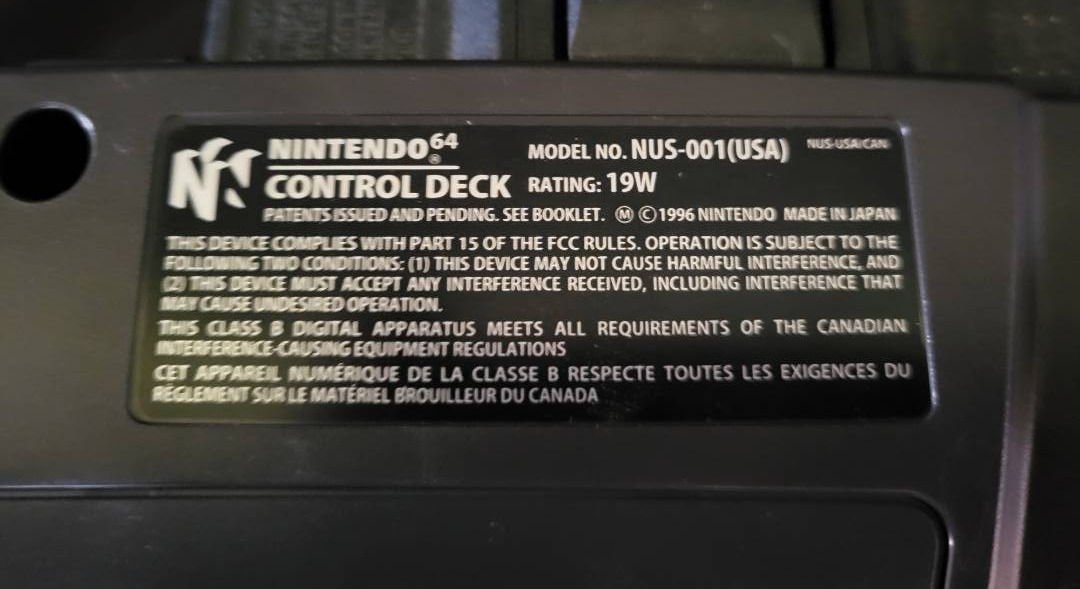 NINTENDO 64 ®
CONTROL DECK
MODEL NO. NUS-001(USA)
NUS-USA/CAN
RATING: 19W
PATENTS ISSUED AND PENDING. SEE BOOKLET. Ⓜ ©1996 NINTENDO MADE IN JAPAN
THIS DEVICE COMPLIES WITH PART 15 OF THE FCC RULES. OPERATION IS SUBJECT TO THE
FOLLOWING TWO CONDITIONS: (1) THIS DEVICE MAY NOT CAUSE HARMFUL INTERFERENCE, AND
(2) THIS DEVICE MUST ACCEPT ANY INTERFERENCE RECEIVED, INCLUDING INTERFERENCE THAT
MAY CAUSE UNDESIRED OPERATION.
THIS CLASS B DIGITAL APPARATUS MEETS ALL REQUIREMENTS OF THE CANADIAN
INTERFERENCE-CAUSING EQUIPMENT REGULATIONS
CET APPAREIL NUMÉRIQUE DE LA CLASSE B RESPECTE TOUTES LES EXIGENCES DU
RÈGLEMENT SUR LE MATÉRIEL BROUILLEUR DU CANADA